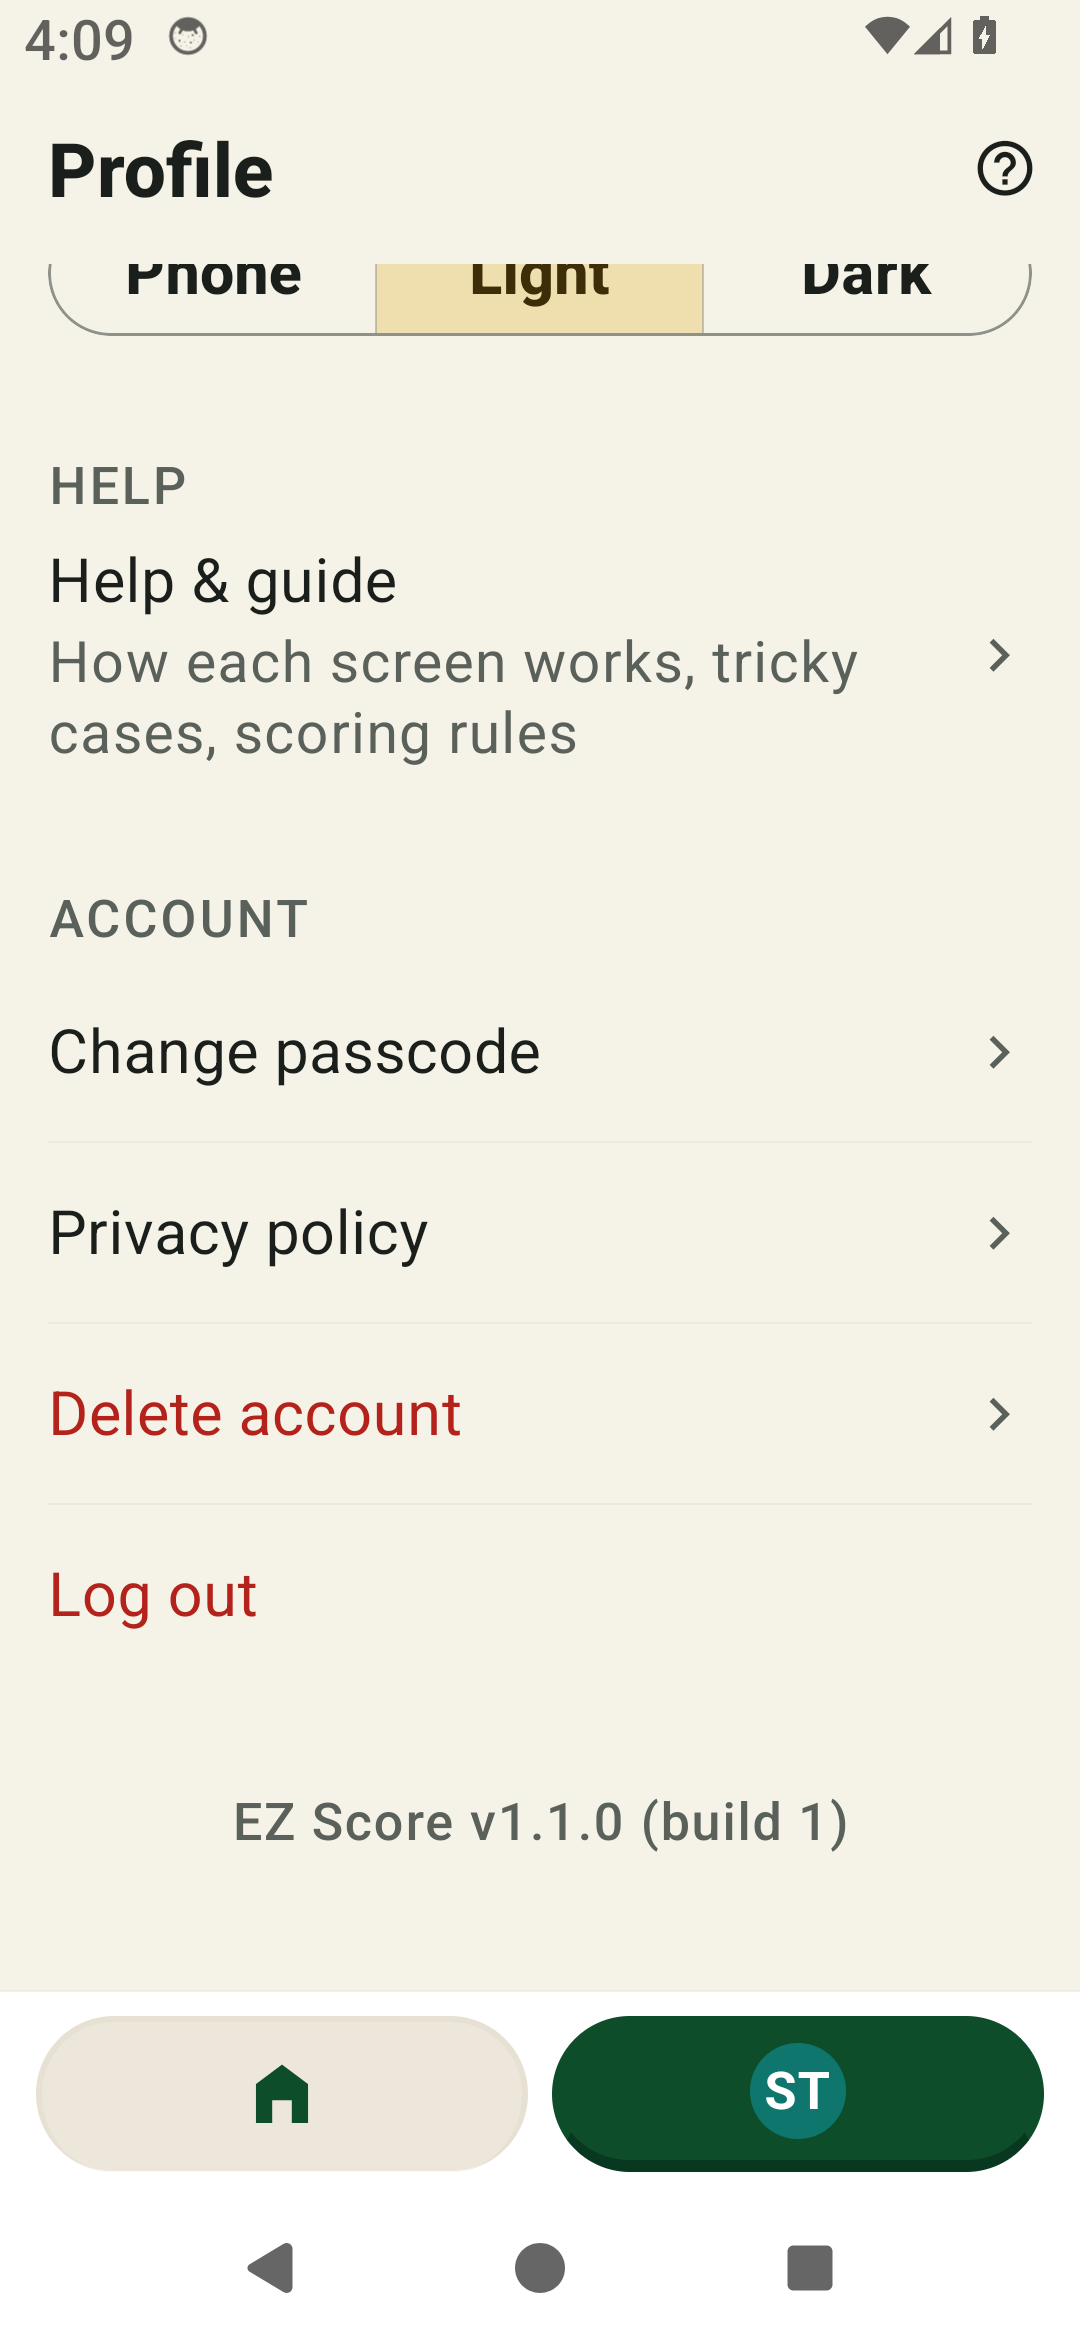 4:09
Profile
Phone Light Dark
HELP
Help & guide
How each screen works, tricky
cases, scoring rules
ACCOUNT
Change passcode
Privacy policy
Delete account
Log out
EZ Score v1.1.0 (build 1)
ST